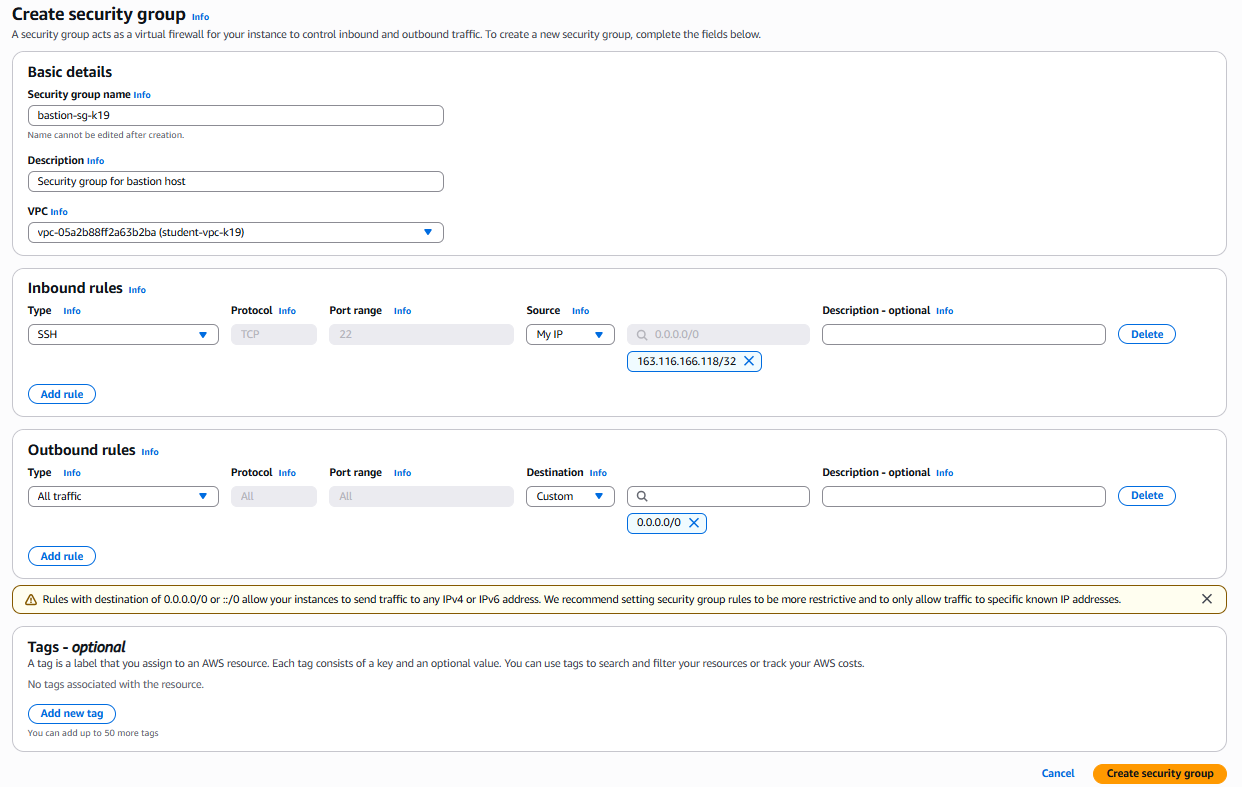 Create security group Info
A security group acts as a virtual firewall for your instance to control inbound and outbound traffic. To create a new security group, complete the fields below.
Basic details
Security group name Info
bastion-sg-k19
Name cannot be edited after creation.
Description Info
Security group for bastion host
VPC Info
vpc-05a2b88ff2a63b2ba (student-vpc-k19)
Inbound rules Info
Type Info Protocol Info Port range Info Source Info Description - optional Info
SSH TCP 22 My IP 0.0.0.0/0 Delete
163.116.166.118/32
Add rule
Outbound rules Info
Type Info Protocol Info Port range Info Destination Info Description - optional Info
All traffic All All Custom Delete
0.0.0.0/0
Add rule
Rules with destination of 0.0.0.0/0 or ::/0 allow your instances to send traffic to any IPv4 or IPv6 address. We recommend setting security group rules to be more restrictive and to only allow traffic to specific known IP addresses.
Tags - optional
A tag is a label that you assign to an AWS resource. Each tag consists of a key and an optional value. You can use tags to search and filter your resources or track your AWS costs.
No tags associated with the resource.
Add new tag
You can add up to 50 more tags
Cancel Create security group